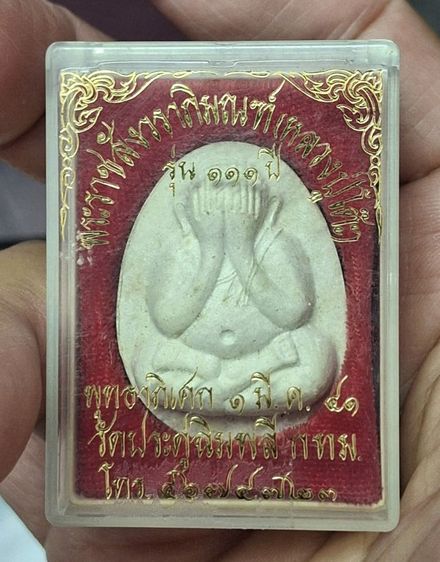 พระราชสังวราภิมณฑ์ (หลวงปู่โต๊ะ)
รุ่น ๑๑๑ ปี
พุทธาภิเศก ๑ มี.ค. ๔๑
วัดประดู่ฉิมพลี กทม.
โทร.